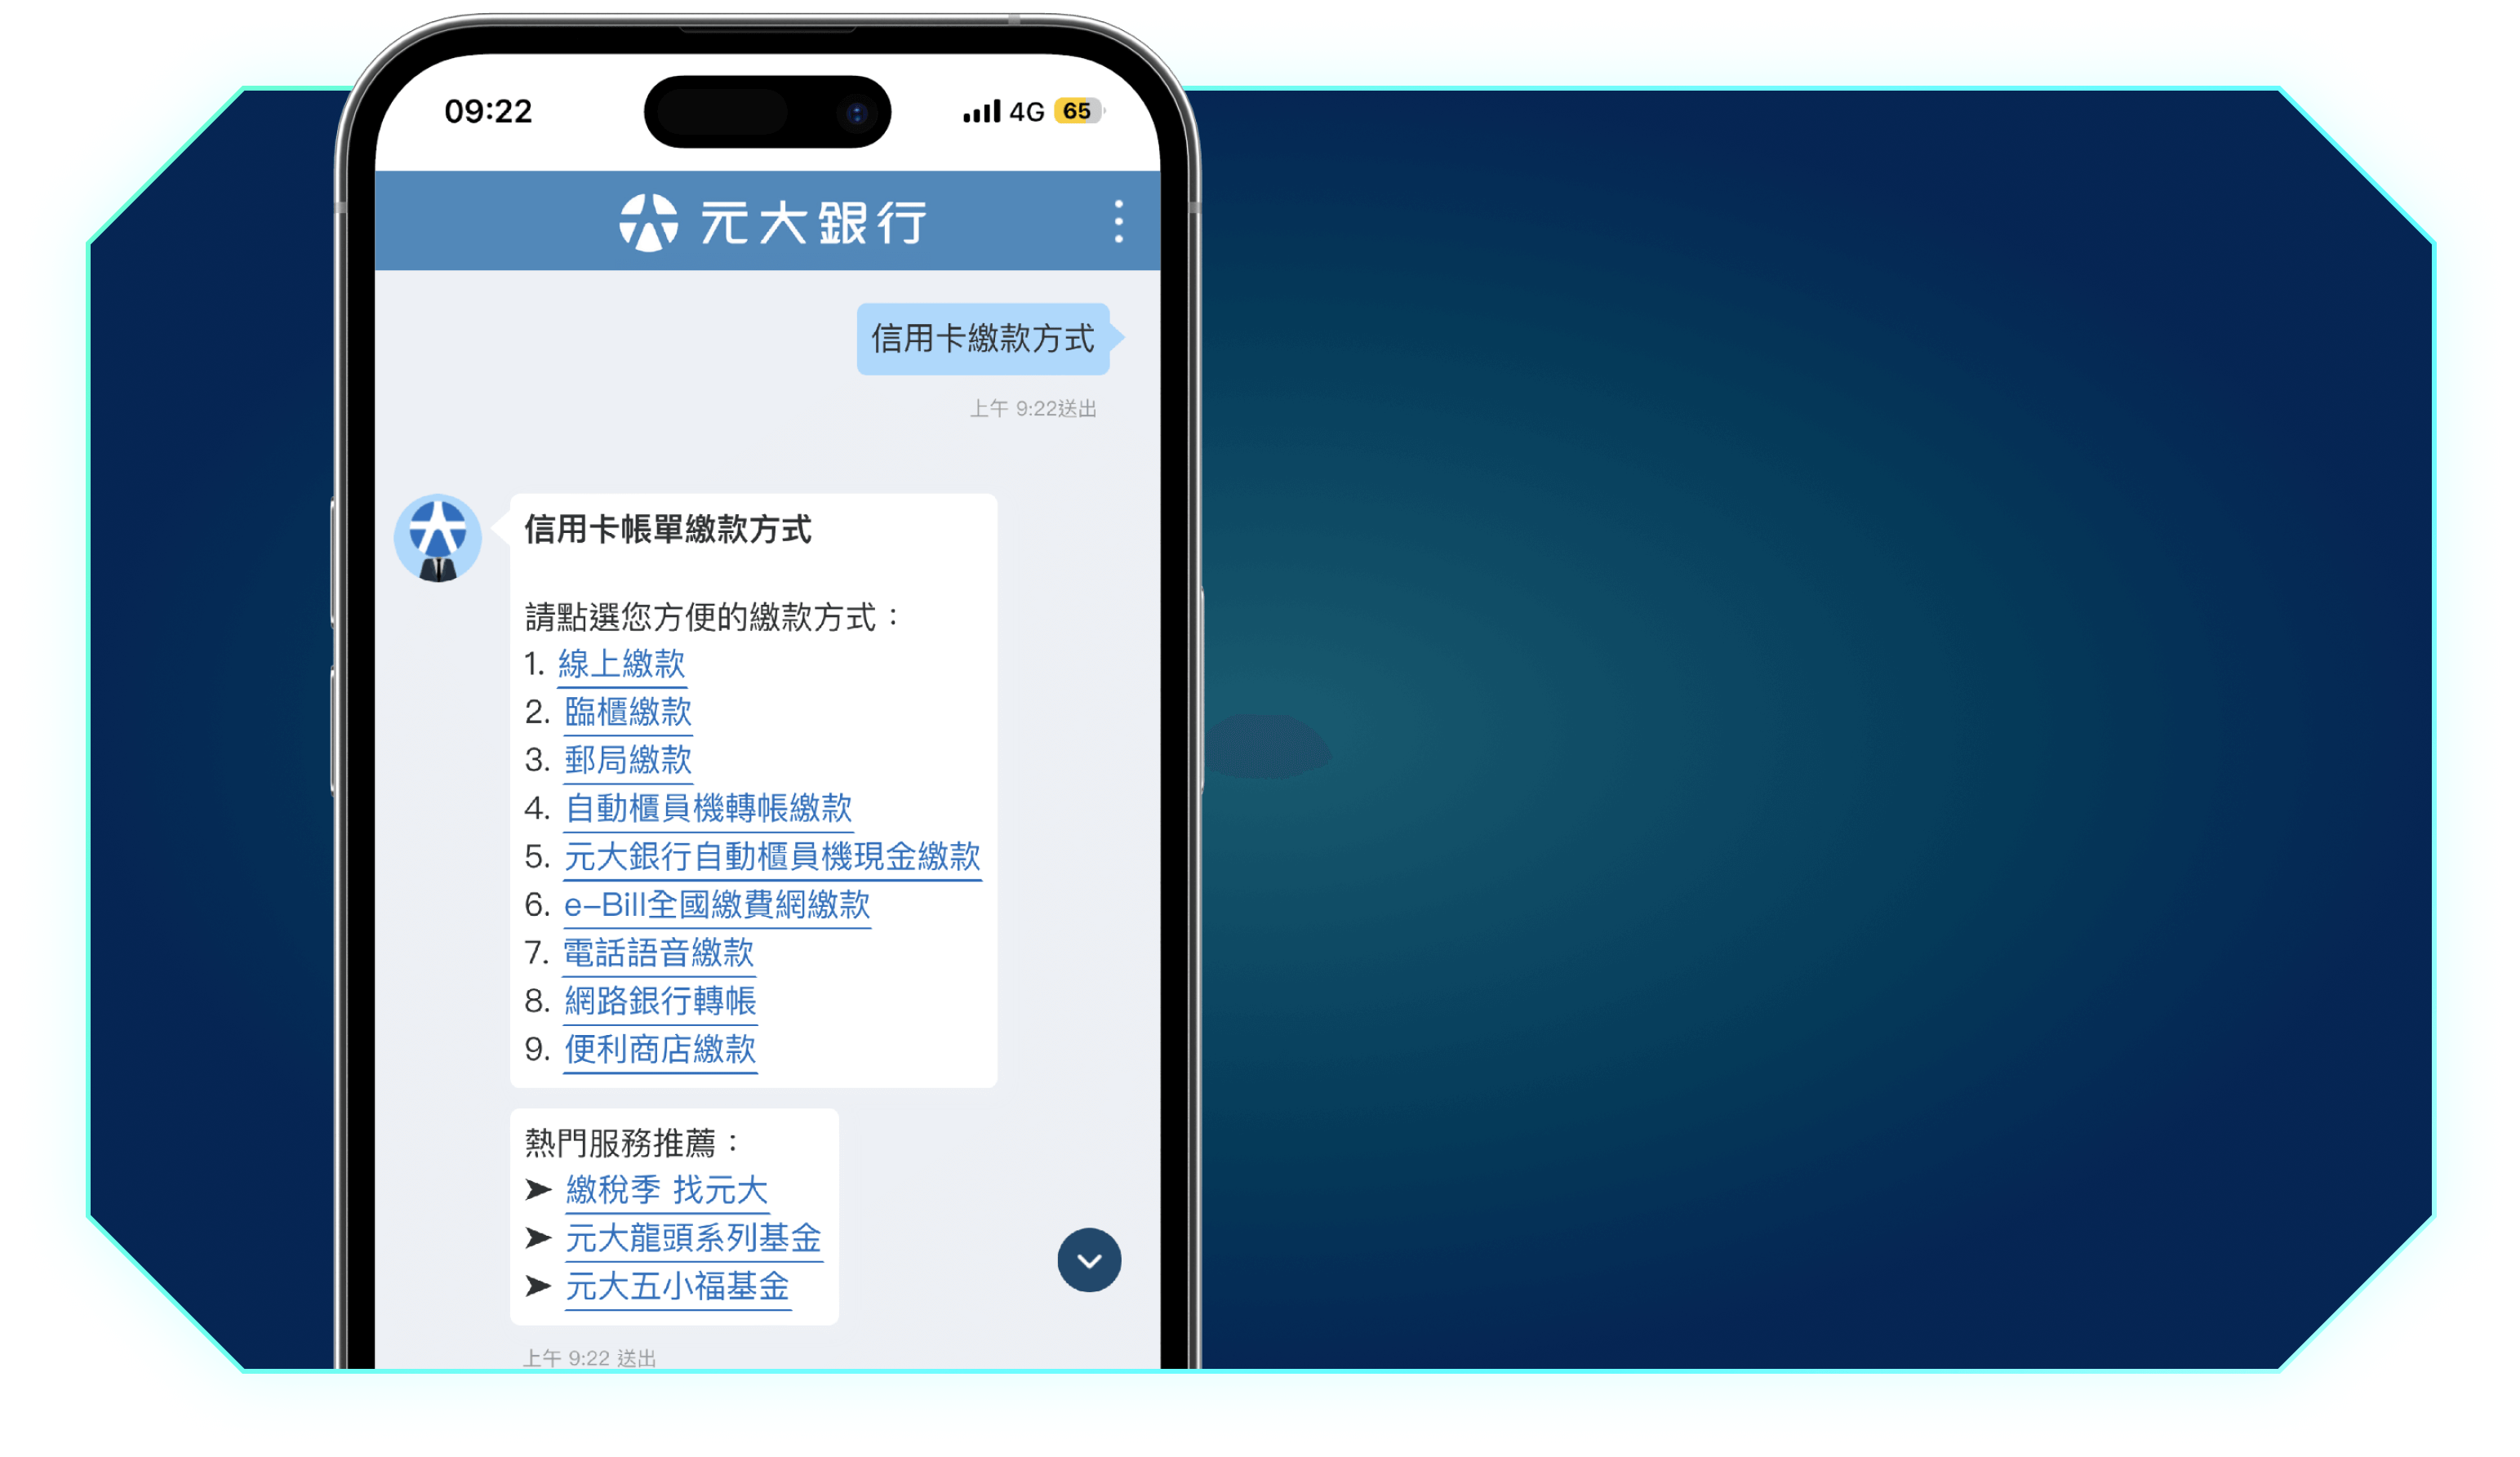 09:22
4G 65
元大銀行
信用卡繳款方式
上午 9:22送出
信用卡帳單繳款方式
請點選您方便的繳款方式：
1. 線上繳款
2. 臨櫃繳款
3. 郵局繳款
4. 自動櫃員機轉帳繳款
5. 元大銀行自動櫃員機現金繳款
6. e-Bill全國繳費網繳款
7. 電話語音繳款
8. 網路銀行轉帳
9. 便利商店繳款
熱門服務推薦：
➤ 繳稅季 找元大
➤ 元大龍頭系列基金
➤ 元大五小福基金
上午 9:22 送出